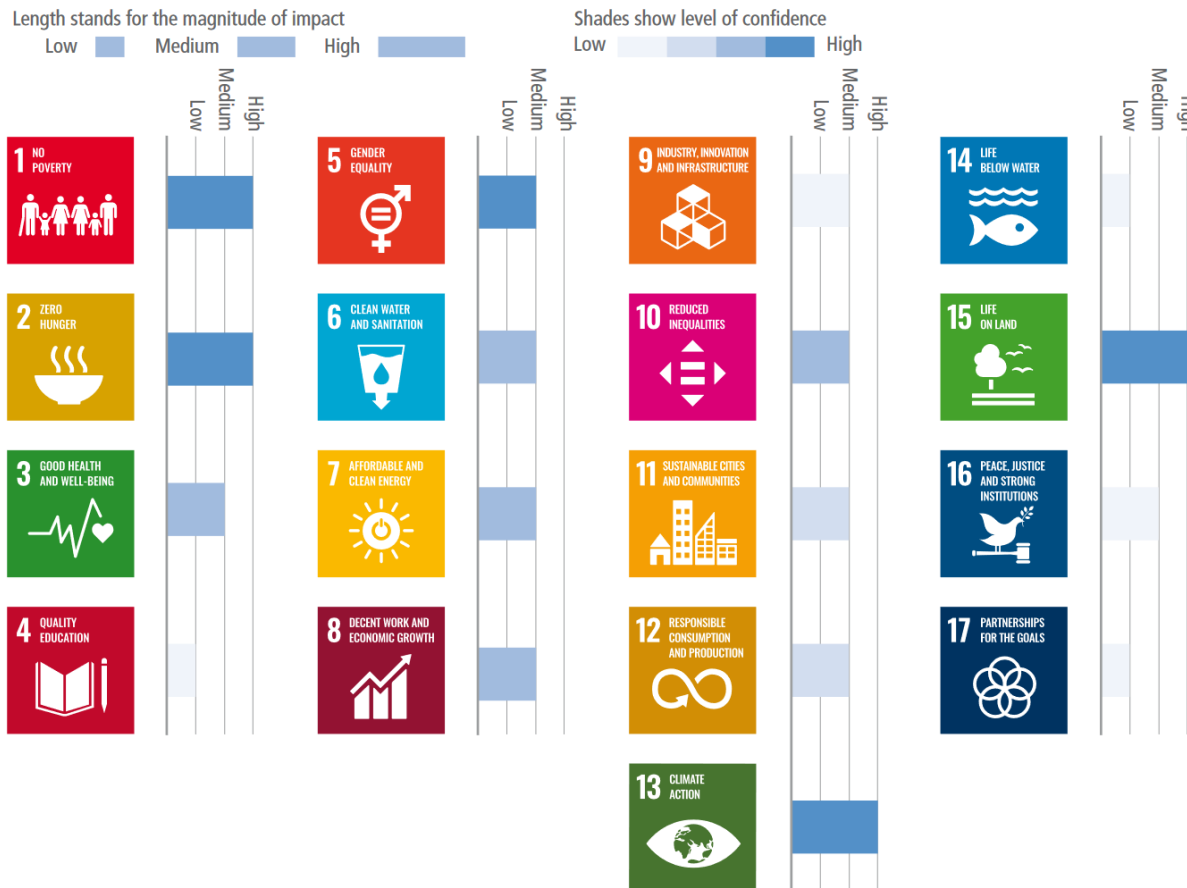 Length stands for the magnitude of impact
Low Medium High
Shades show level of confidence
Low High
Low
Medium
High
Low
Medium
High
Low
Medium
High
Low
Medium
High
1 NO
POVERTY
5 GENDER
EQUALITY
9 INDUSTRY, INNOVATION
AND INFRASTRUCTURE
14 LIFE
BELOW WATER
2 ZERO
HUNGER
6 CLEAN WATER
AND SANITATION
10 REDUCED
INEQUALITIES
15 LIFE
ON LAND
3 GOOD HEALTH
AND WELL-BEING
7 AFFORDABLE AND
CLEAN ENERGY
11 SUSTAINABLE CITIES
AND COMMUNITIES
16 PEACE, JUSTICE
AND STRONG
INSTITUTIONS
4 QUALITY
EDUCATION
8 DECENT WORK AND
ECONOMIC GROWTH
12 RESPONSIBLE
CONSUMPTION
AND PRODUCTION
17 PARTNERSHIPS
FOR THE GOALS
13 CLIMATE
ACTION